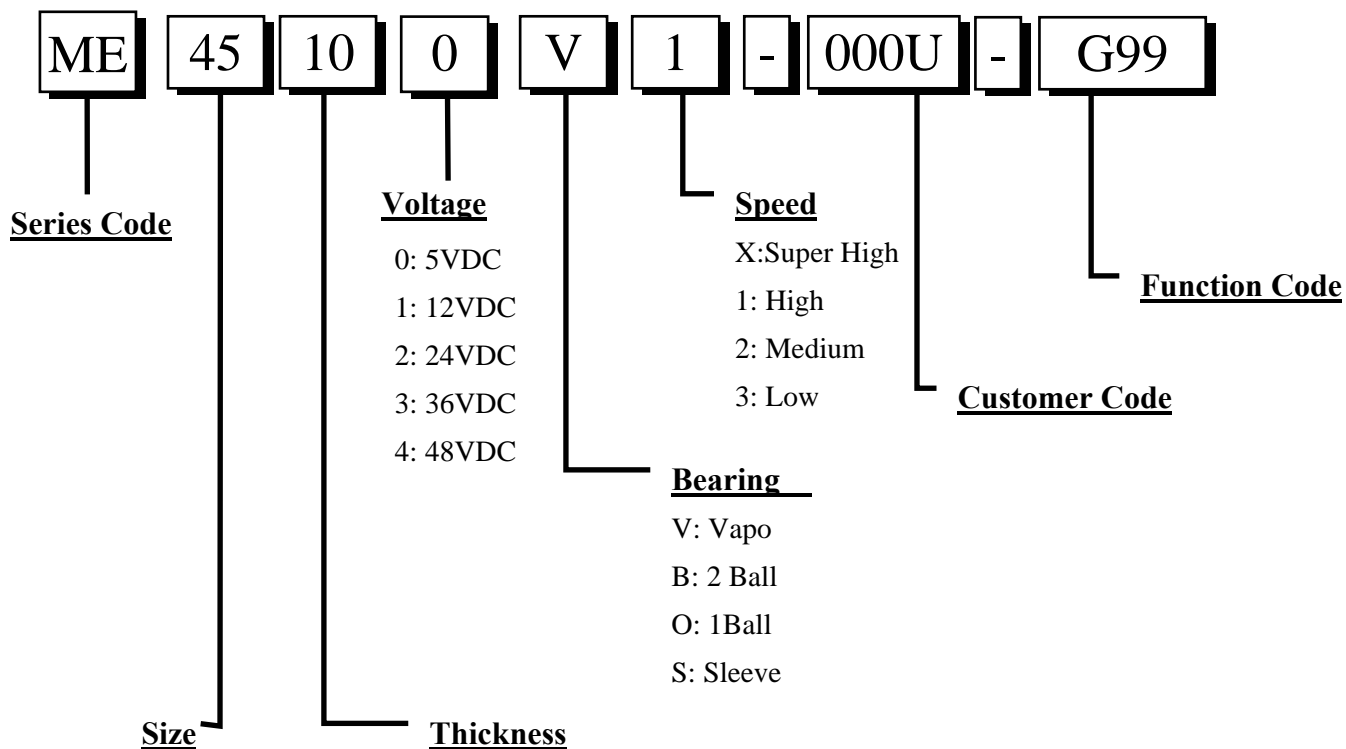 ME 45 10 0 V 1 - 000U - G99
Series Code
Voltage
0: 5VDC
1: 12VDC
2: 24VDC
3: 36VDC
4: 48VDC
Speed
X:Super High
1: High
2: Medium
3: Low
Function Code
Customer Code
Bearing
V: Vapo
B: 2 Ball
O: 1Ball
S: Sleeve
Size
Thickness